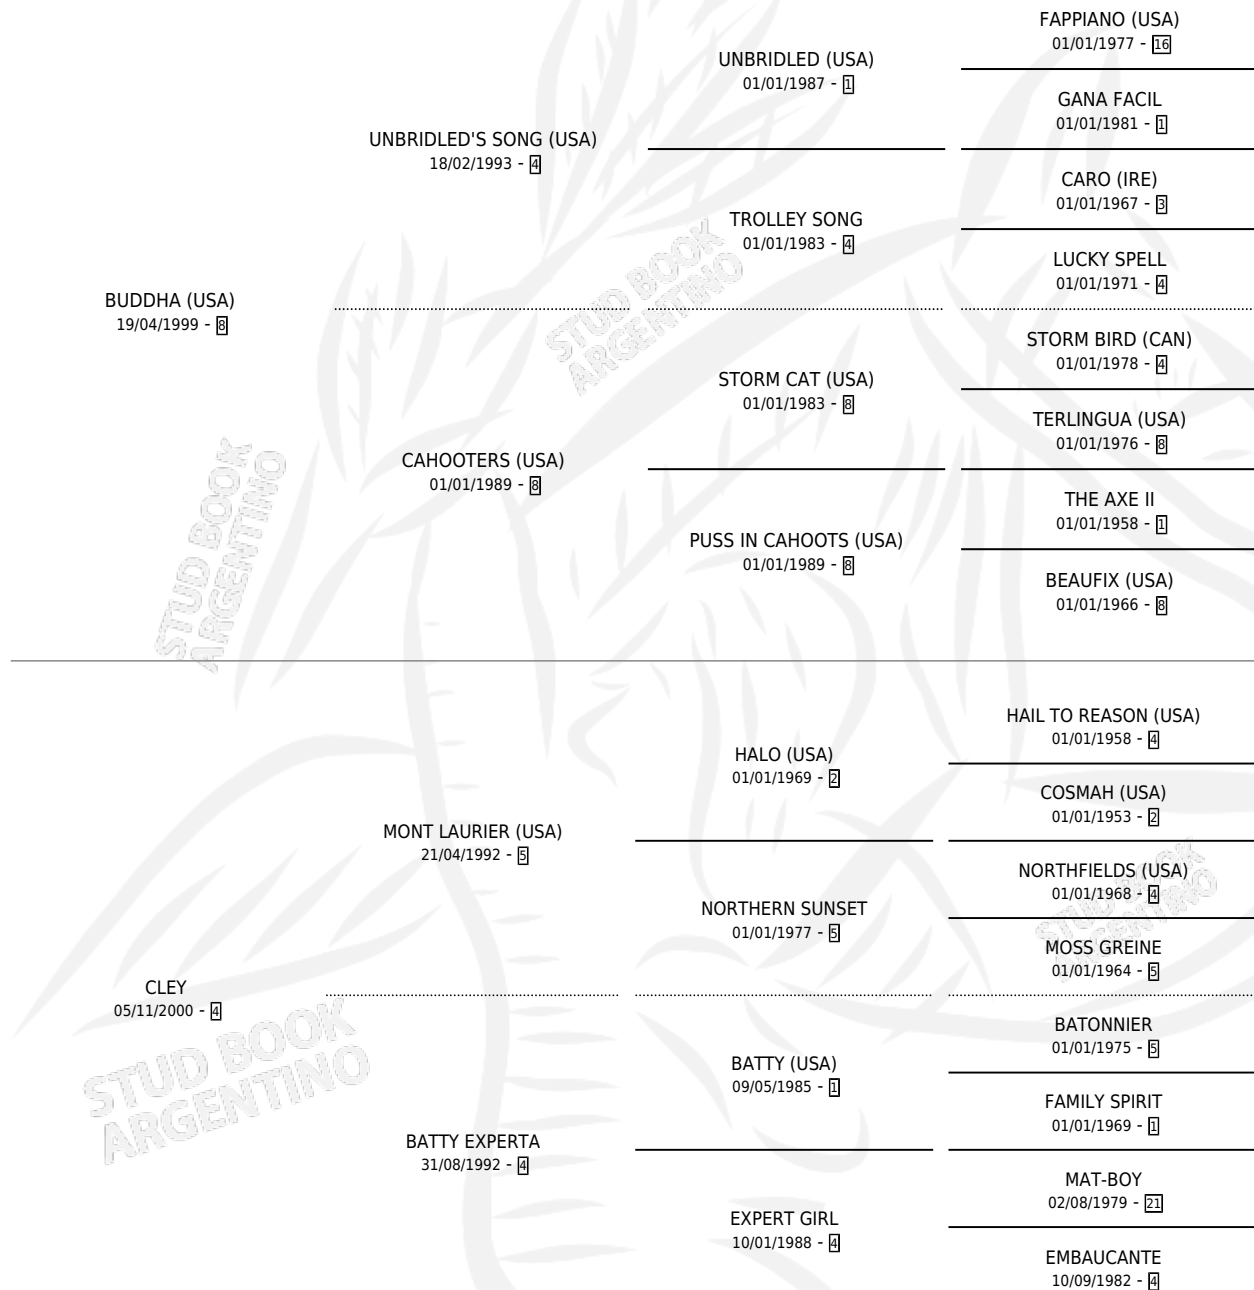 FAPPIANO (USA)
01/01/1977 - 16
UNBRIDLED (USA)
01/01/1987 - 1
GANA FACIL
01/01/1981 - 1
UNBRIDLED'S SONG (USA)
18/02/1993 - 4
CARO (IRE)
01/01/1967 - 3
TROLLEY SONG
01/01/1983 - 4
LUCKY SPELL
01/01/1971 - 4
BUDDHA (USA)
19/04/1999 - 8
STORM BIRD (CAN)
01/01/1978 - 4
STORM CAT (USA)
01/01/1983 - 8
TERLINGUA (USA)
01/01/1976 - 8
CAHOOTERS (USA)
01/01/1989 - 8
THE AXE II
01/01/1958 - 1
PUSS IN CAHOOTS (USA)
01/01/1989 - 8
BEAUFIX (USA)
01/01/1966 - 8
HAIL TO REASON (USA)
01/01/1958 - 4
HALO (USA)
01/01/1969 - 2
COSMAH (USA)
01/01/1953 - 2
MONT LAURIER (USA)
21/04/1992 - 5
NORTHFIELDS (USA)
01/01/1968 - 4
NORTHERN SUNSET
01/01/1977 - 5
MOSS GREINE
01/01/1964 - 5
CLEY
05/11/2000 - 4
BATONNIER
01/01/1975 - 5
BATTY (USA)
09/05/1985 - 1
FAMILY SPIRIT
01/01/1969 - 1
BATTY EXPERTA
31/08/1992 - 4
MAT-BOY
02/08/1979 - 21
EXPERT GIRL
10/01/1988 - 4
EMBAUCANTE
10/09/1982 - 4
STUD BOOK
ARGENTINO
STUD BOOK
ARGENTINO
STUD BOOK
ARGENTINO
STUD BOOK
ARGENTINO